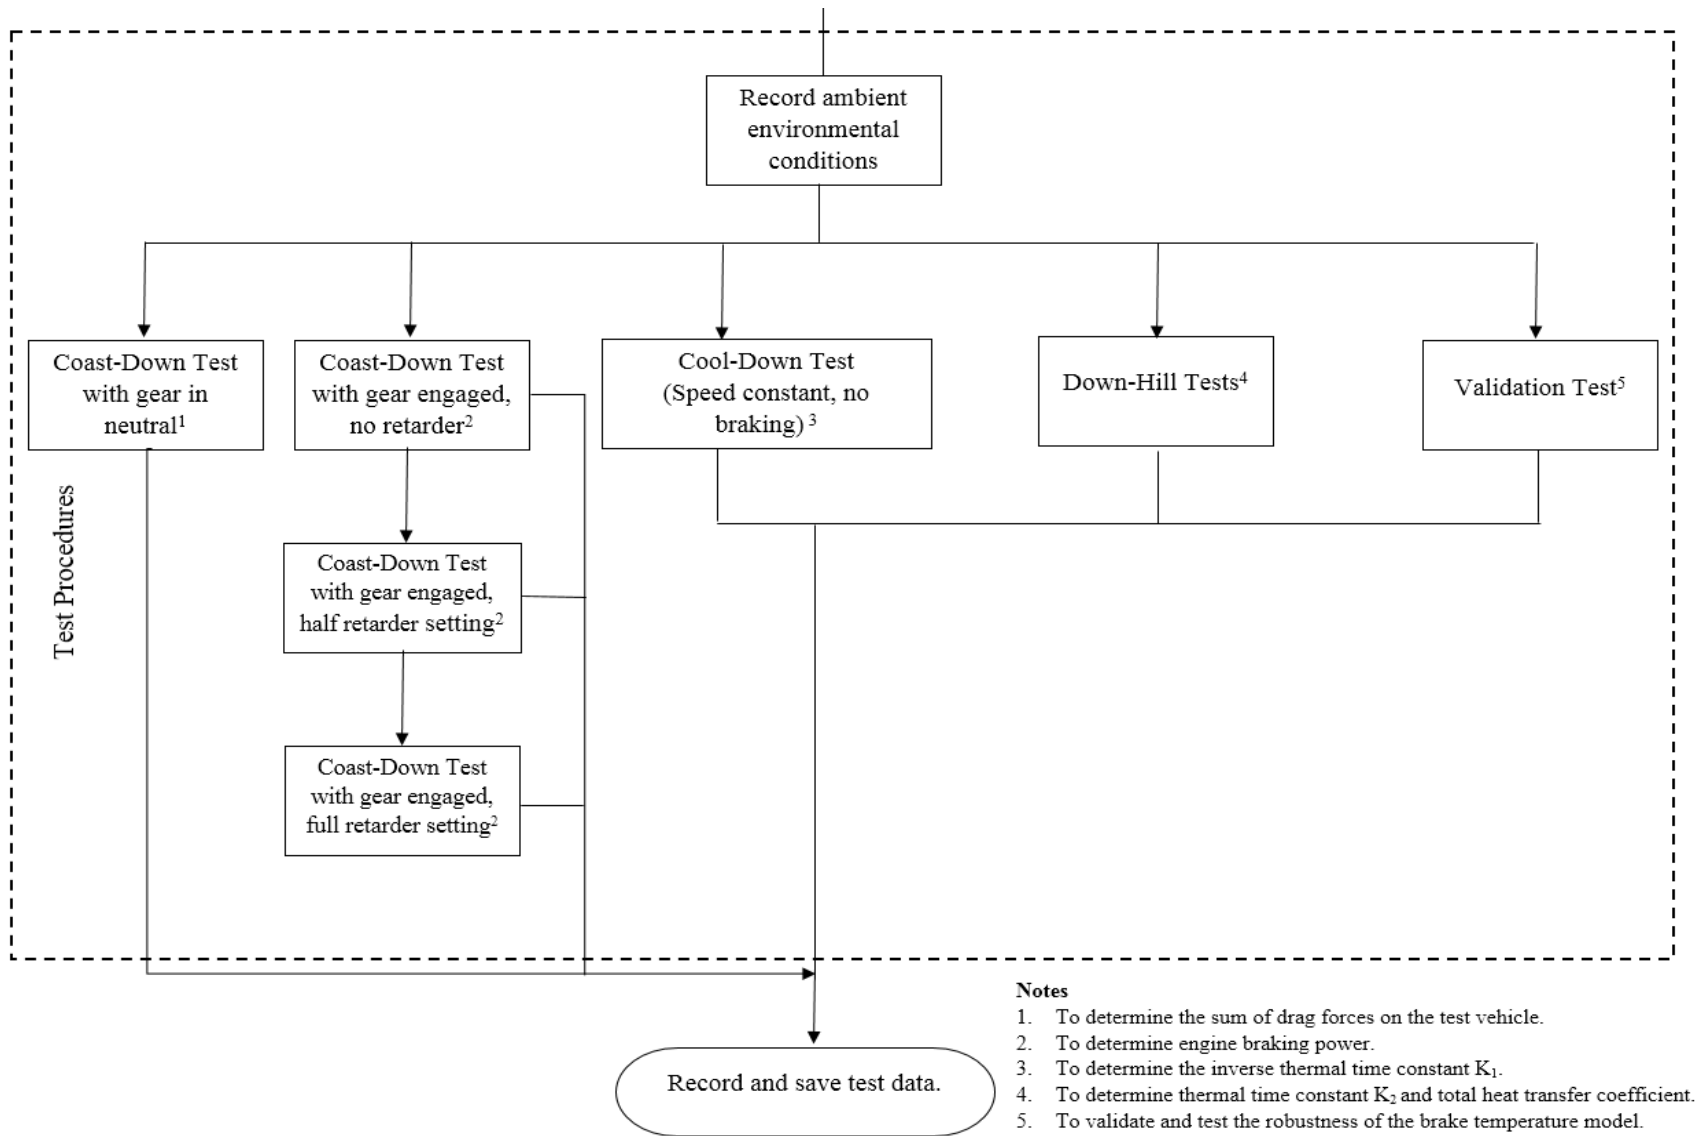 Record ambient
environmental
conditions
Coast-Down Test
with gear in
neutral¹
Coast-Down Test
with gear engaged,
no retarder²
Cool-Down Test
(Speed constant, no
braking) ³
Down-Hill Tests⁴
Validation Test⁵
Test Procedures
Coast-Down Test
with gear engaged,
half retarder setting²
Coast-Down Test
with gear engaged,
full retarder setting²
Record and save test data.
Notes
1. To determine the sum of drag forces on the test vehicle.
2. To determine engine braking power.
3. To determine the inverse thermal time constant K₁.
4. To determine thermal time constant K₂ and total heat transfer coefficient.
5. To validate and test the robustness of the brake temperature model.